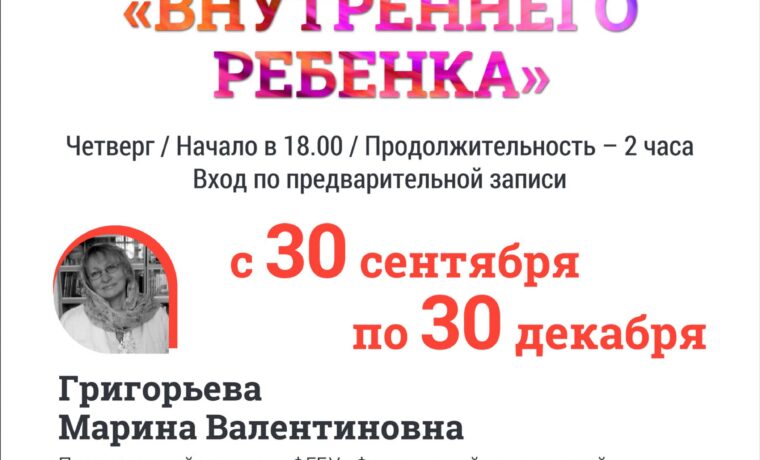 «ВНУТРЕННЕГО
РЕБЕНКА»
Четверг / Начало в 18.00 / Продолжительность – 2 часа
Вход по предварительной записи
с 30 сентября
по 30 декабря
Григорьева
Марина Валентиновна